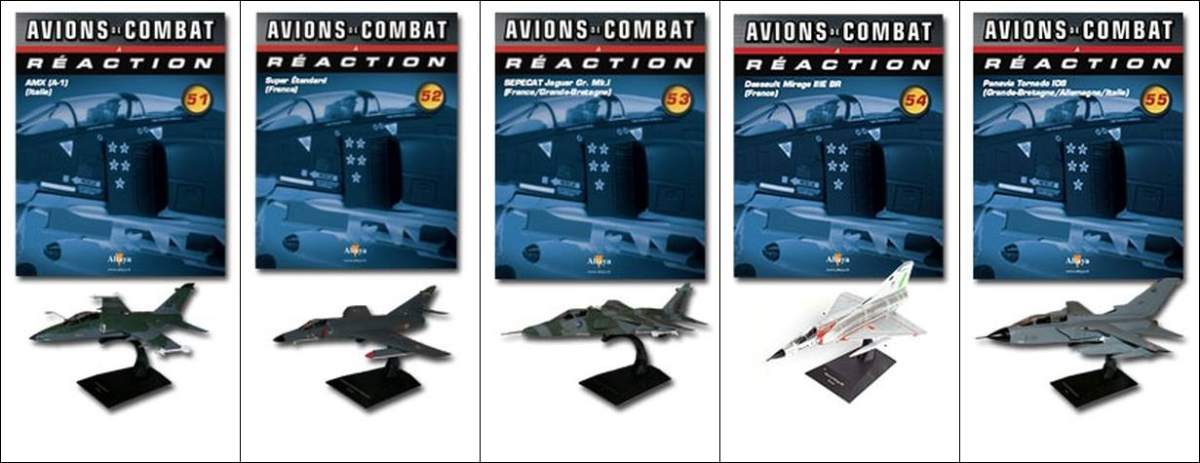 AVIONS DE COMBAT
RÉACTION
AMX (A-1)
(Italie)
51
Altaya
AVIONS DE COMBAT
RÉACTION
Super Étendard
(France)
52
Altaya
AVIONS DE COMBAT
RÉACTION
SEPECAT Jaguar Gr. Mk.I
(France/Grande-Bretagne)
53
Altaya
AVIONS DE COMBAT
RÉACTION
Dassault Mirage IIIE BR
(France)
54
Altaya
AVIONS DE COMBAT
RÉACTION
Panavia Tornado IDS
(Grande-Bretagne/Allemagne/Italie)
55
Altaya